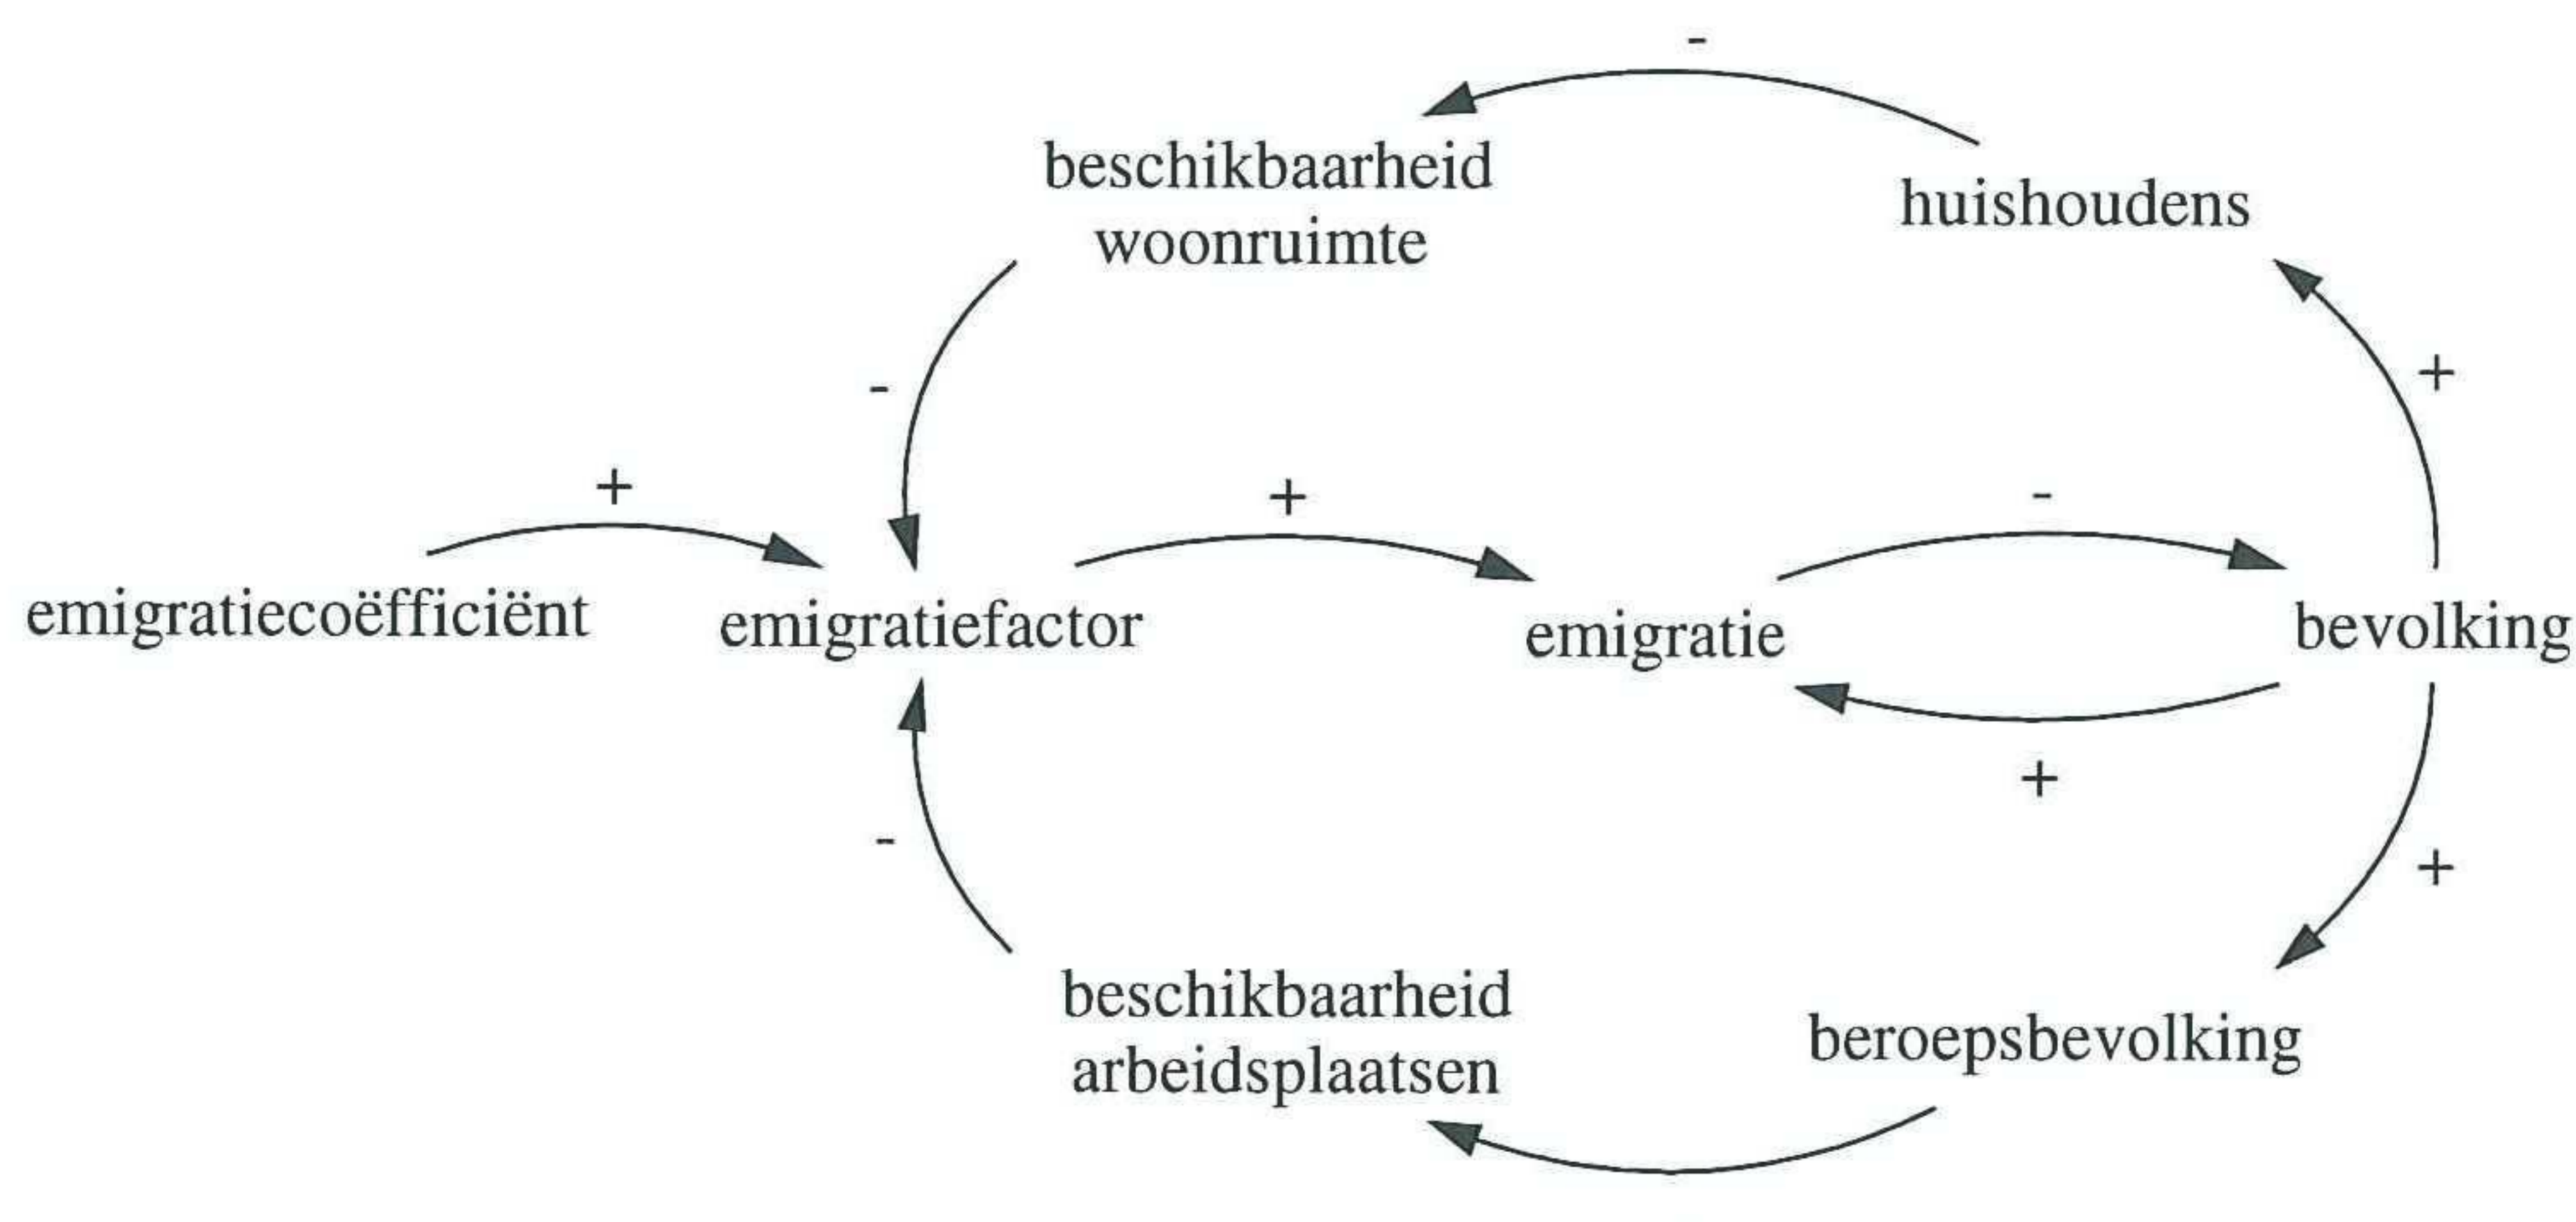 -
beschikbaarheid
woonruimte
huishoudens
-
+
+
+
-
emigratiecoëfficiënt
emigratiefactor
emigratie
bevolking
+
-
+
beschikbaarheid
arbeidsplaatsen
beroepsbevolking